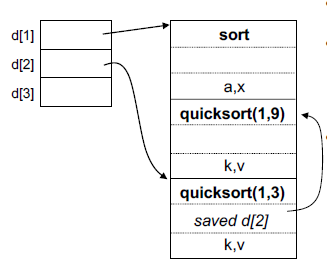 d[1]
d[2]
d[3]
sort
a,x
quicksort(1,9)
k,v
quicksort(1,3)
saved d[2]
k,v